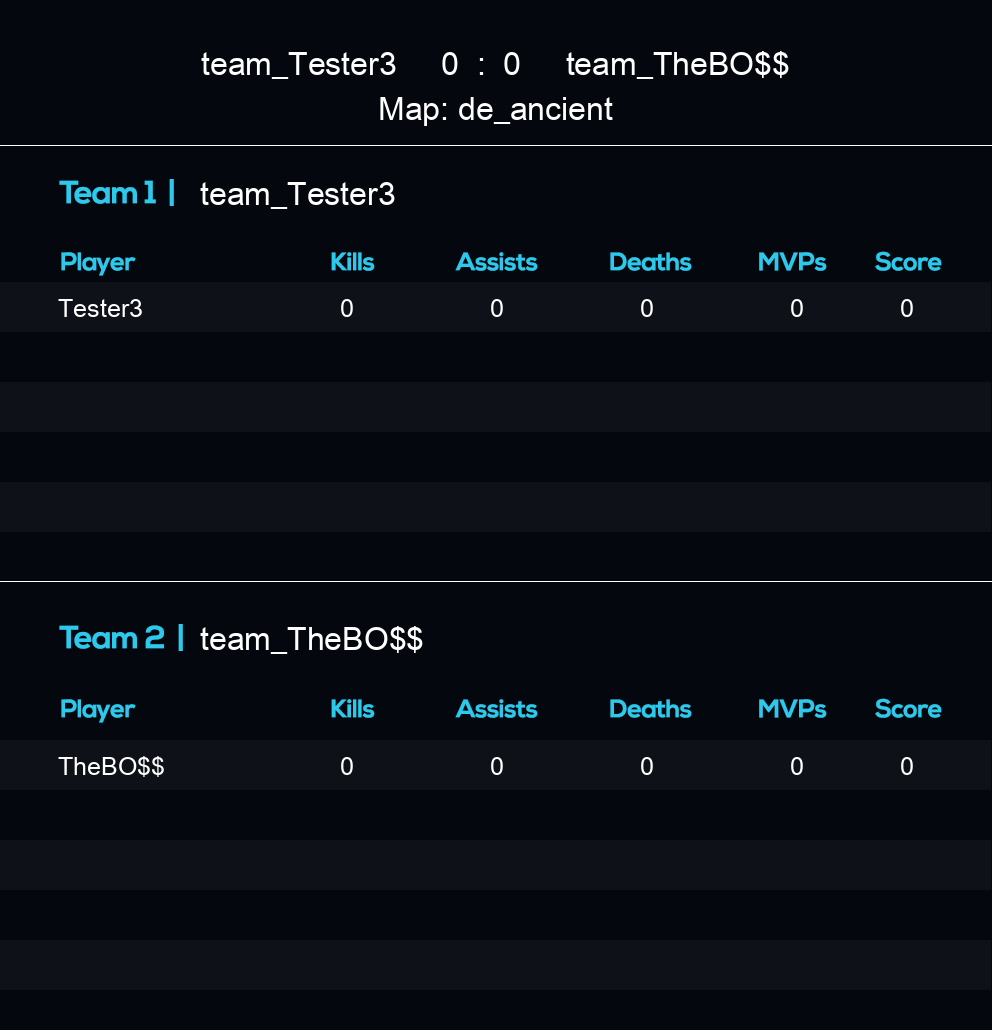 team_Tester3 0 : 0 team_TheBO$$
Map: de_ancient
Team 1 | team_Tester3
Player Kills Assists Deaths MVPs Score
Tester3 0 0 0 0 0
Team 2 | team_TheBO$$
Player Kills Assists Deaths MVPs Score
TheBO$$ 0 0 0 0 0